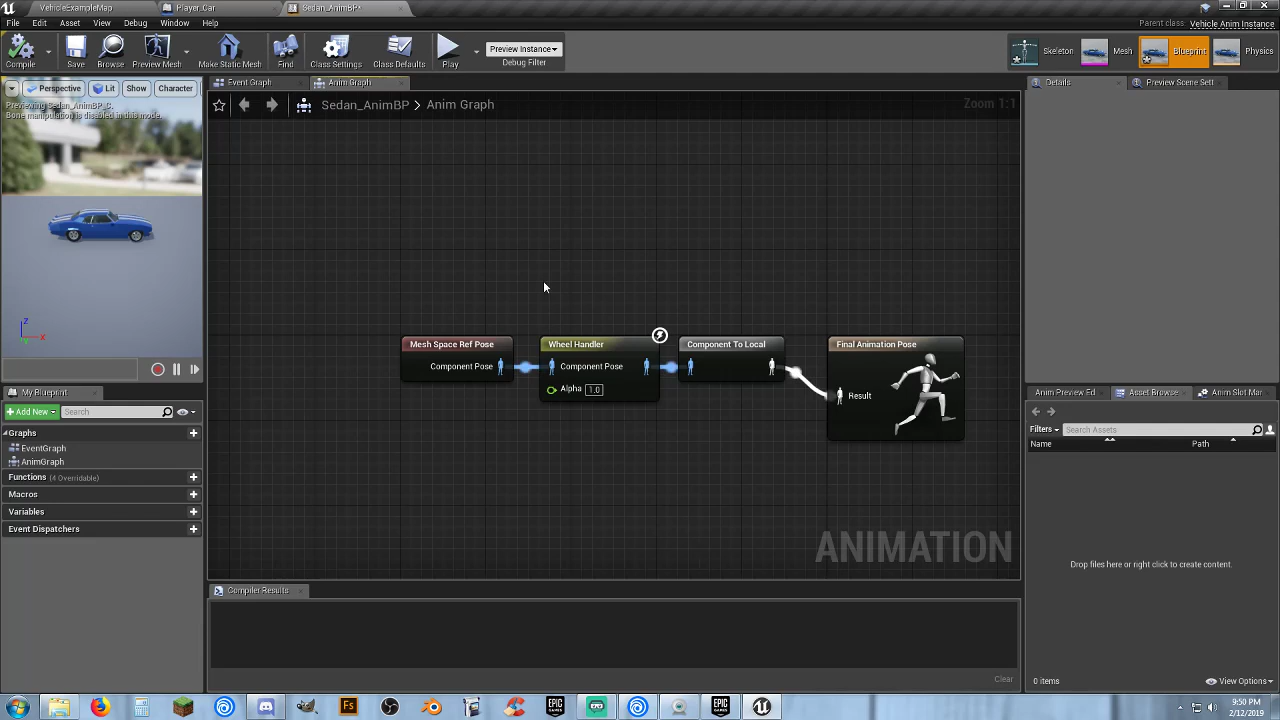 VehicleExampleMap
Player_Car
Sedan_AnimBP*
File Edit Asset View Debug Window Help
Parent class: Vehicle Anim Instance
Compile
Save
Browse
Preview Mesh
Make Static Mesh
Find
Class Settings
Class Defaults
Play
Preview Instance
Debug Filter
Skeleton
Mesh
Blueprint
Physics
Perspective
Lit
Show
Character
Previewing Sedan_AnimBP_C.
Bone manipulation is disabled in this mode.
Z
X
Event Graph
Anim Graph
Sedan_AnimBP > Anim Graph
Zoom 1:1
Mesh Space Ref Pose
Component Pose
Wheel Handler
Component Pose
Alpha 1.0
Component To Local
Final Animation Pose
Result
ANIMATION
My Blueprint
+ Add New
Search
Graphs
EventGraph
AnimGraph
Functions (4 Overridable)
Macros
Variables
Event Dispatchers
Compiler Results
Clear
Details
Preview Scene Sett
Anim Preview Ed
Asset Browse
Anim Slot Mar
Filters
Search Assets
Name
Path
Drop files here or right click to create content.
0 items
View Options
Fs
EPIC GAMES
EPIC GAMES
9:50 PM
2/12/2019